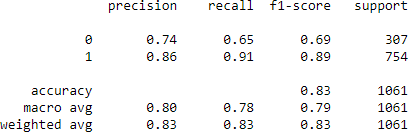 precision recall f1-score support
0 0.74 0.65 0.69 307
1 0.86 0.91 0.89 754
accuracy 0.83 1061
macro avg 0.80 0.78 0.79 1061
weighted avg 0.83 0.83 0.83 1061